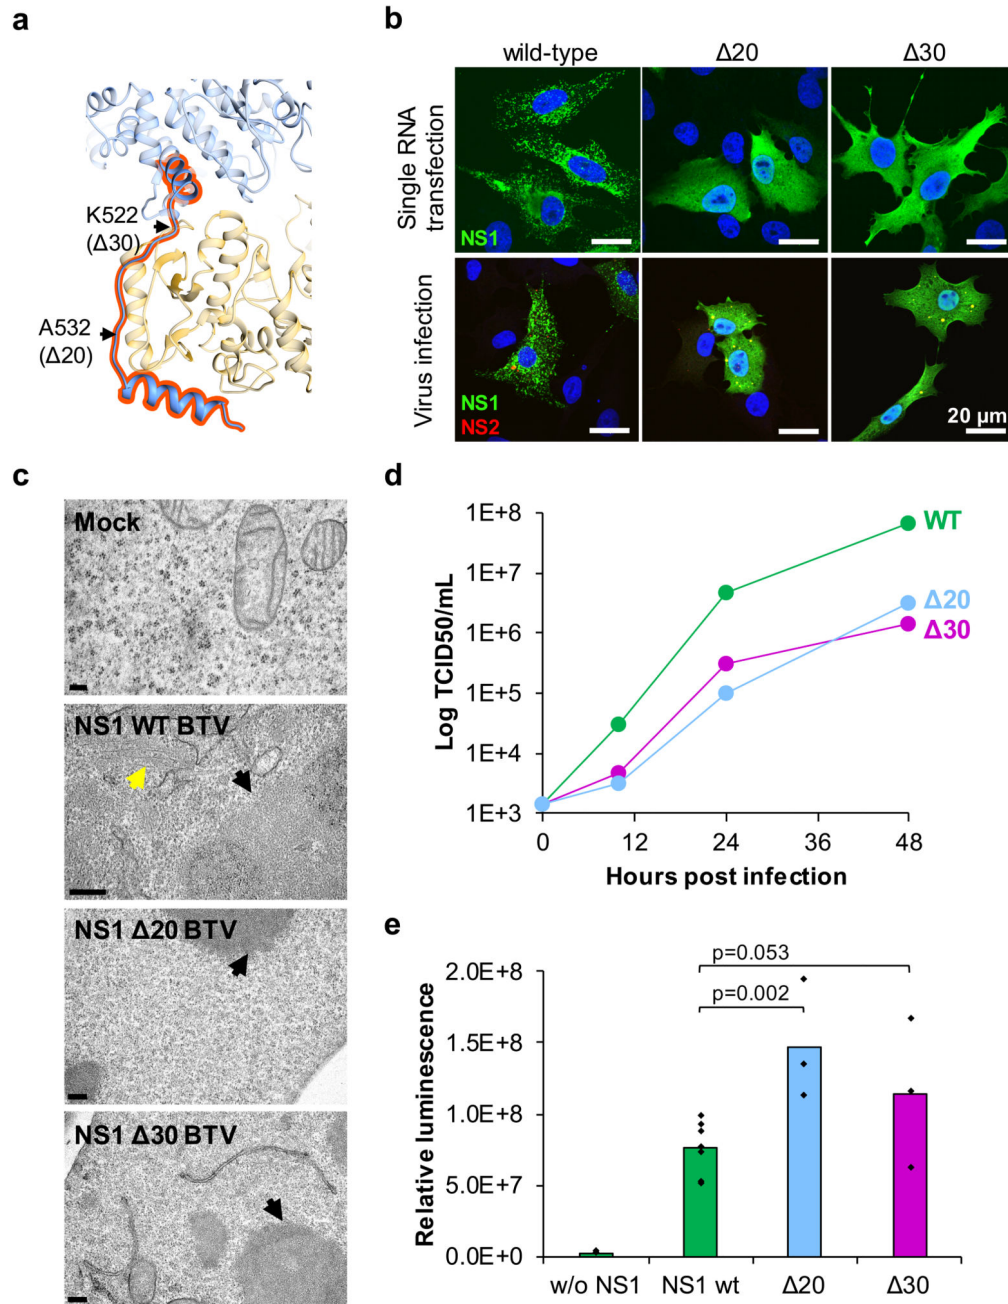 a
K522
(Δ30)
A532
(Δ20)
b
wild-type
Δ20
Δ30
Single RNA
transfection
NS1
Virus infection
NS1
NS2
20 µm
c
Mock
NS1 WT BTV
NS1 Δ20 BTV
NS1 Δ30 BTV
d
Log TCID50/mL
1E+8
1E+7
1E+6
1E+5
1E+4
1E+3
WT
Δ20
Δ30
0
12
24
36
48
Hours post infection
e
Relative luminescence
2.0E+8
1.5E+8
1.0E+8
5.0E+7
0.0E+0
p=0.053
p=0.002
w/o NS1
NS1 wt
Δ20
Δ30